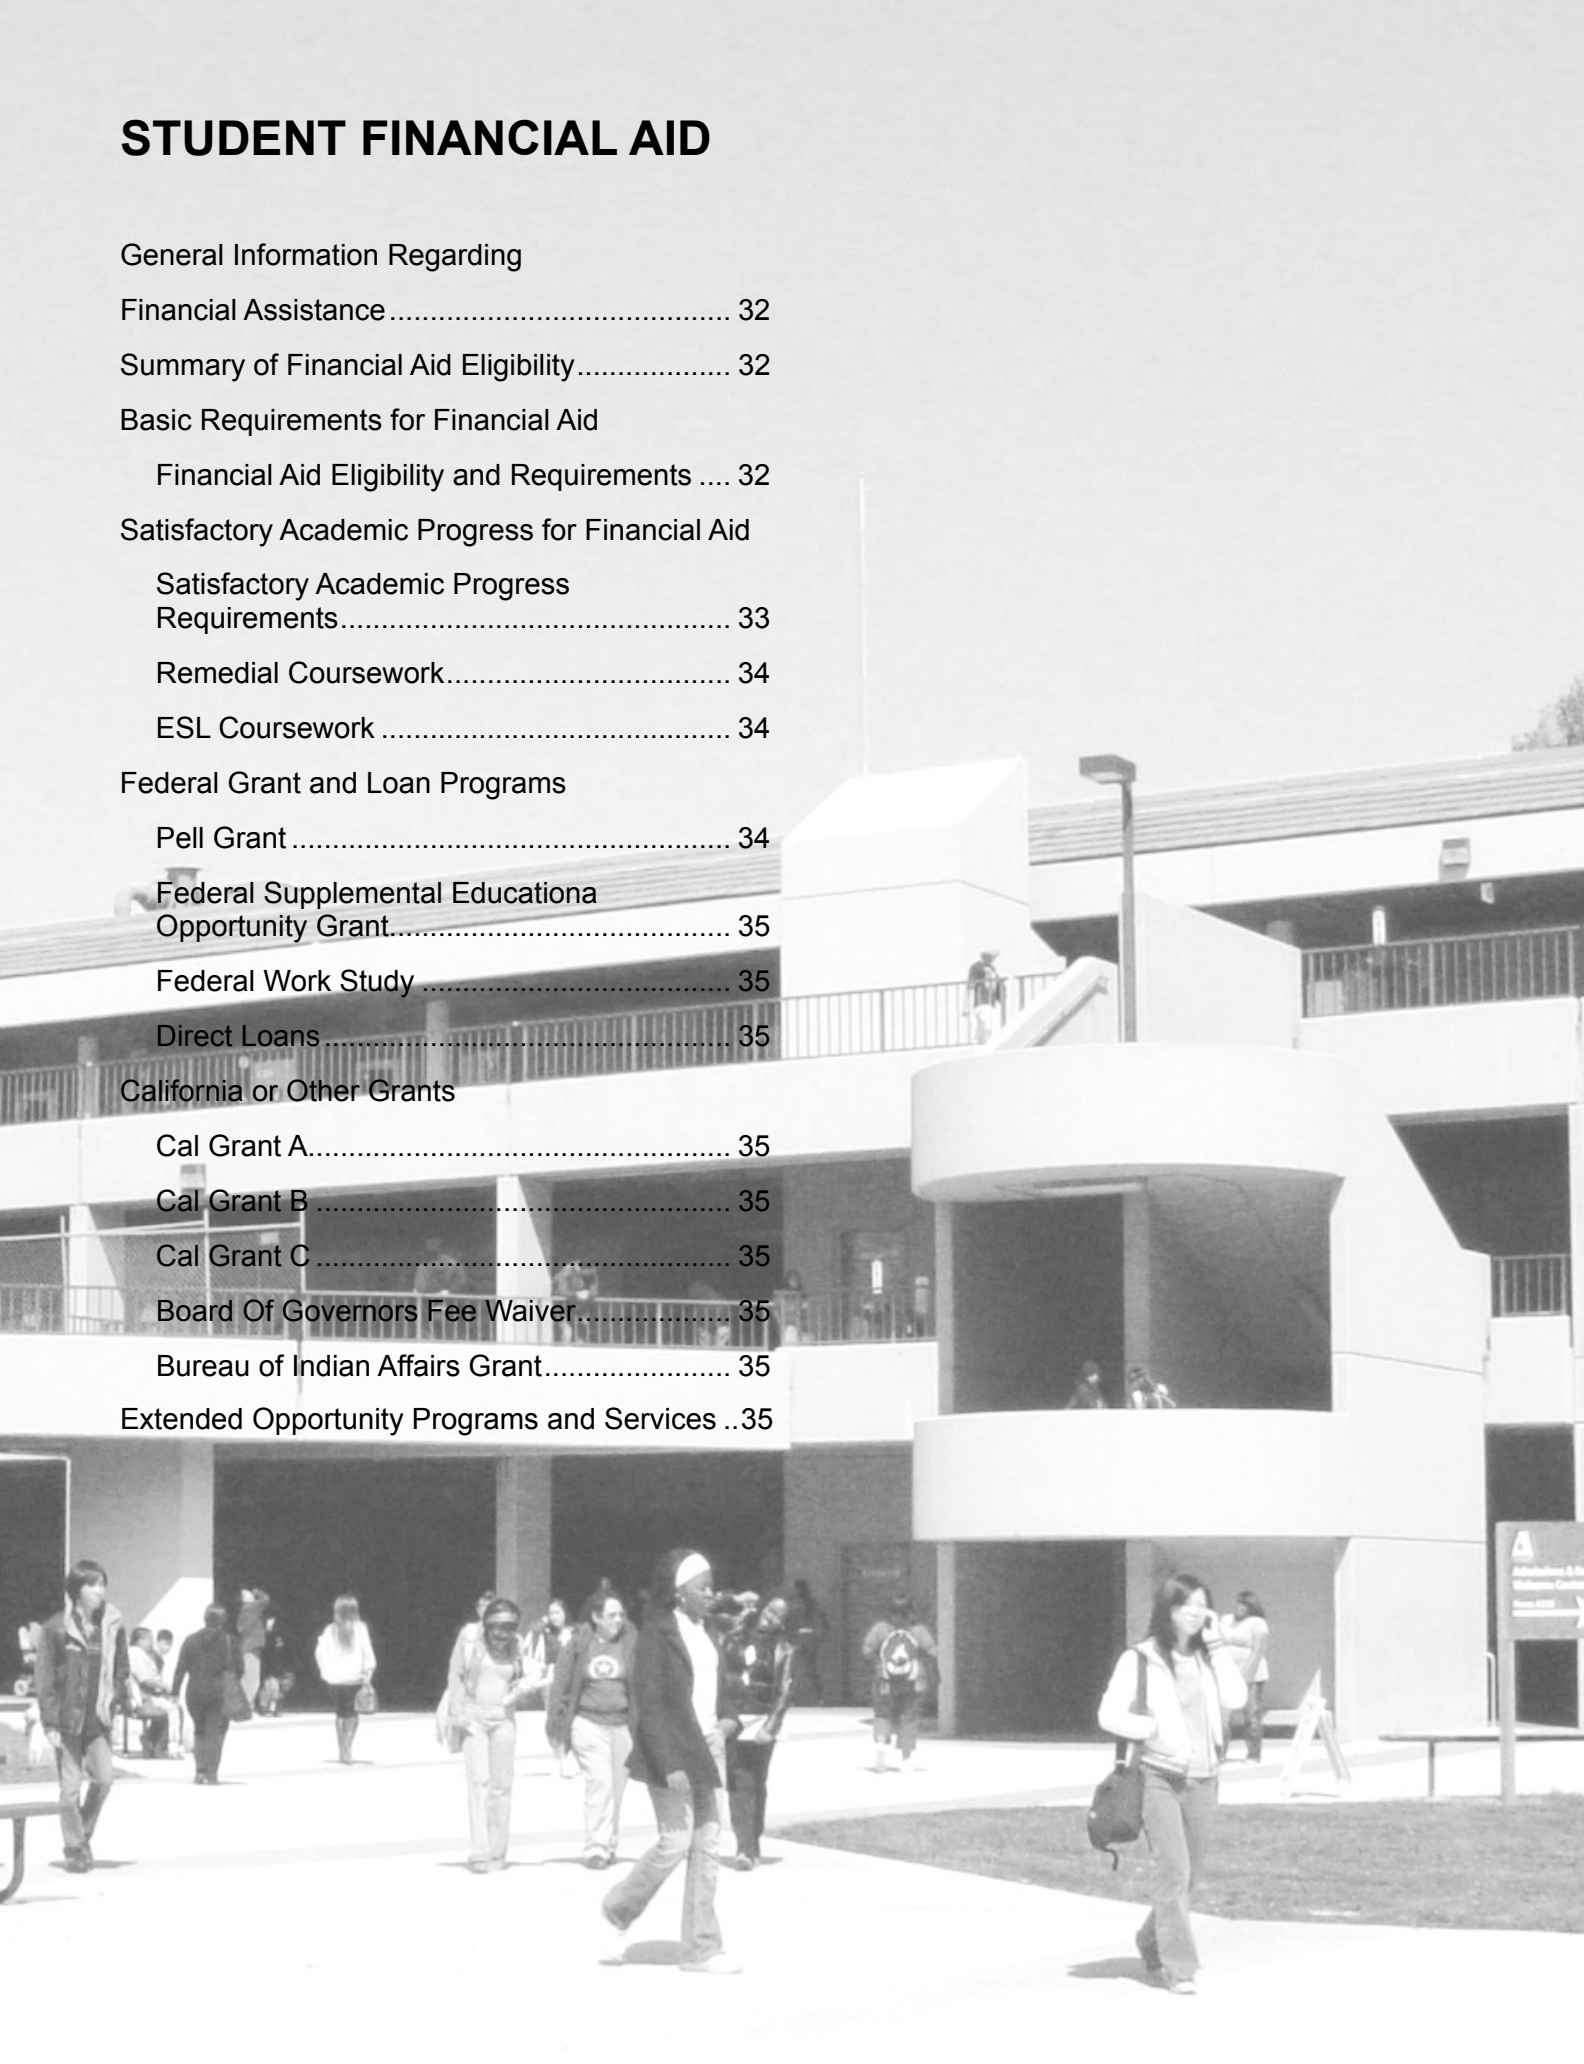 STUDENT FINANCIAL AID
General Information Regarding
Financial Assistance.......................................... 32
Summary of Financial Aid Eligibility................... 32
Basic Requirements for Financial Aid
Financial Aid Eligibility and Requirements .... 32
Satisfactory Academic Progress for Financial Aid
Satisfactory Academic Progress
Requirements................................................ 33
Remedial Coursework................................... 34
ESL Coursework ........................................... 34
Federal Grant and Loan Programs
Pell Grant ...................................................... 34
Federal Supplemental Educationa
Opportunity Grant.......................................... 35
Federal Work Study ...................................... 35
Direct Loans.................................................. 35
California or Other Grants
Cal Grant A.................................................... 35
Cal Grant B ................................................... 35
Cal Grant C ................................................... 35
Board Of Governors Fee Waiver................... 35
Bureau of Indian Affairs Grant....................... 35
Extended Opportunity Programs and Services ..35
Admissions &
Welcome